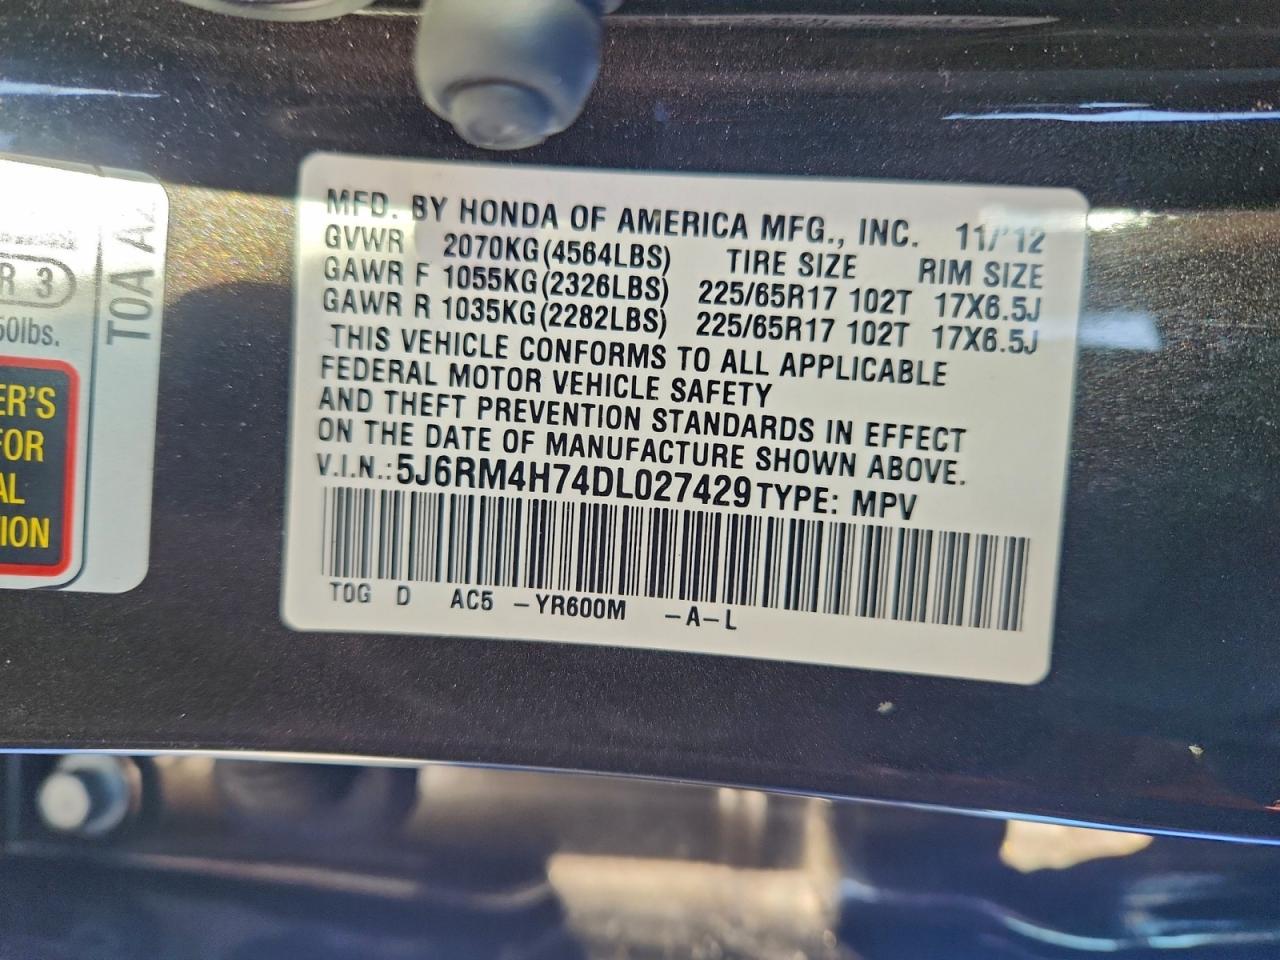 MFD. BY HONDA OF AMERICA MFG., INC. 11/'12
GVWR 2070KG(4564LBS) TIRE SIZE RIM SIZE
GAWR F 1055KG(2326LBS) 225/65R17 102T 17X6.5J
GAWR R 1035KG(2282LBS) 225/65R17 102T 17X6.5J
THIS VEHICLE CONFORMS TO ALL APPLICABLE
FEDERAL MOTOR VEHICLE SAFETY
AND THEFT PREVENTION STANDARDS IN EFFECT
ON THE DATE OF MANUFACTURE SHOWN ABOVE.
V.I.N.:5J6RM4H74DL027429 TYPE: MPV
T0G D AC5 -YR600M -A-L
R 3
50lbs.
T0A A
ER'S
FOR
AL
ION